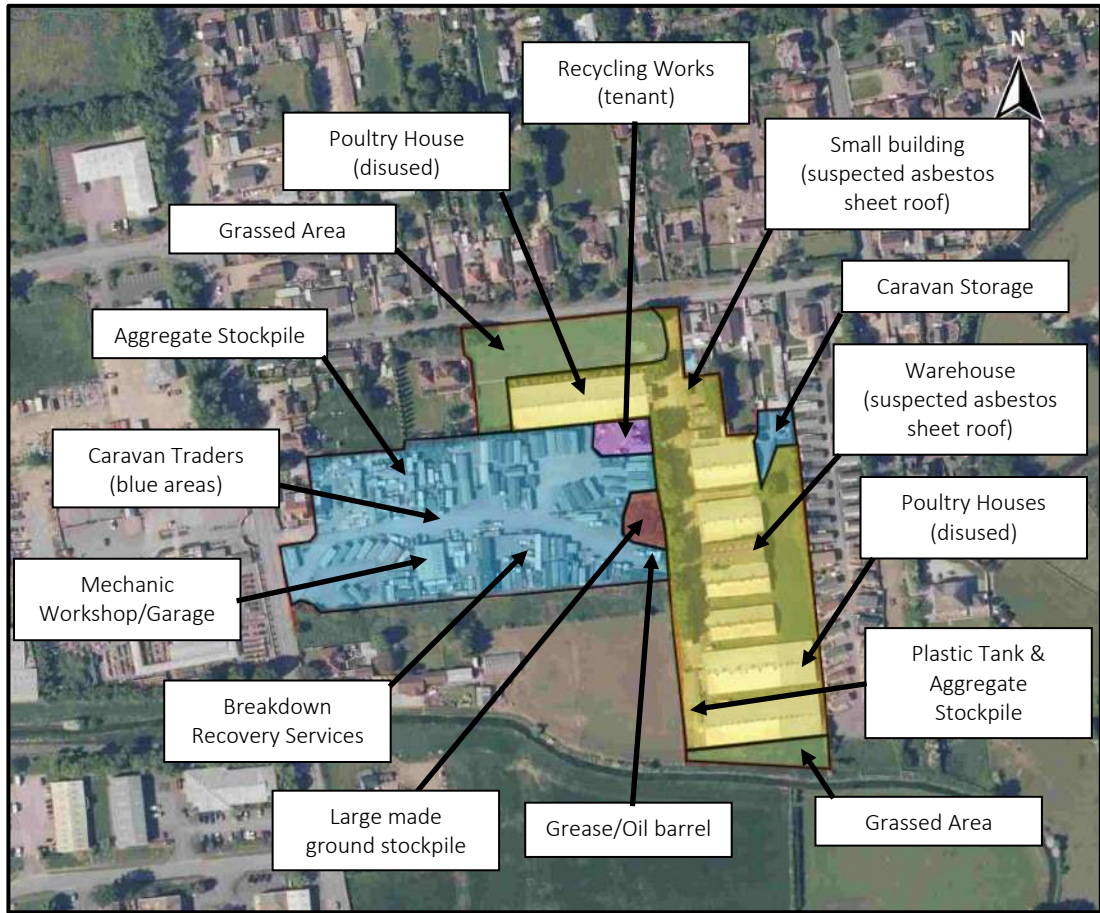 N
Recycling Works
(tenant)
Poultry House
(disused)
Small building
(suspected asbestos
sheet roof)
Grassed Area
Caravan Storage
Aggregate Stockpile
Warehouse
(suspected asbestos
sheet roof)
Caravan Traders
(blue areas)
Poultry Houses
(disused)
Mechanic
Workshop/Garage
Plastic Tank &
Aggregate
Stockpile
Breakdown
Recovery Services
Large made
ground stockpile
Grease/Oil barrel
Grassed Area